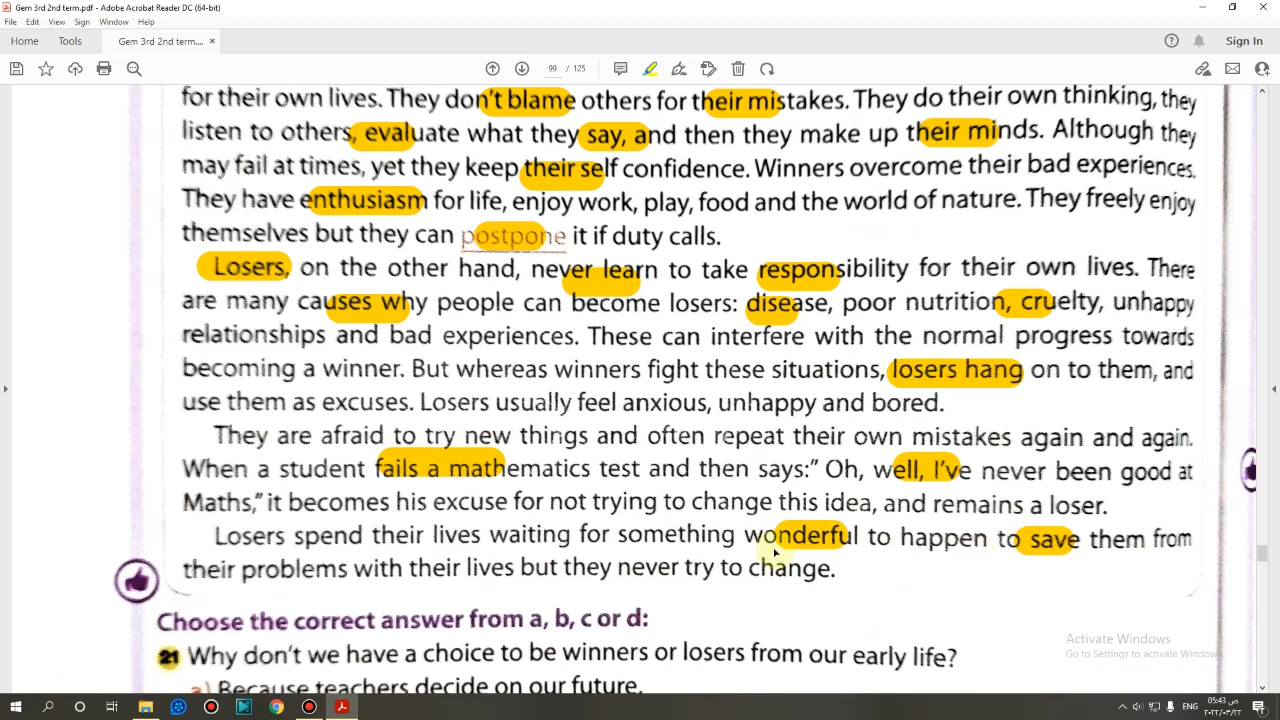 Gem 3rd 2nd term.pdf - Adobe Acrobat Reader DC (64-bit)
File Edit View Sign Window Help
Home Tools Gem 3rd 2nd term.... × Sign In
99 / 125
for their own lives. They don't blame others for their mistakes. They do their own thinking, they
listen to others, evaluate what they say, and then they make up their minds. Although they
may fail at times, yet they keep their self confidence. Winners overcome their bad experiences.
They have enthusiasm for life, enjoy work, play, food and the world of nature. They freely enjoy
themselves but they can postpone it if duty calls.
Losers, on the other hand, never learn to take responsibility for their own lives. There
are many causes why people can become losers: disease, poor nutrition, cruelty, unhappy
relationships and bad experiences. These can interfere with the normal progress towards
becoming a winner. But whereas winners fight these situations, losers hang on to them, and
use them as excuses. Losers usually feel anxious, unhappy and bored.
They are afraid to try new things and often repeat their own mistakes again and again.
When a student fails a mathematics test and then says:" Oh, well, I've never been good at
Maths," it becomes his excuse for not trying to change this idea, and remains a loser.
Losers spend their lives waiting for something wonderful to happen to save them from
their problems with their lives but they never try to change.
Choose the correct answer from a, b, c or d:
21 Why don't we have a choice to be winners or losers from our early life?
a) Because teachers decide on our future.
Activate Windows
Go to Settings to activate Windows.
ENG
05:43 ص
٢٠٢٢/٠٣/٢٢